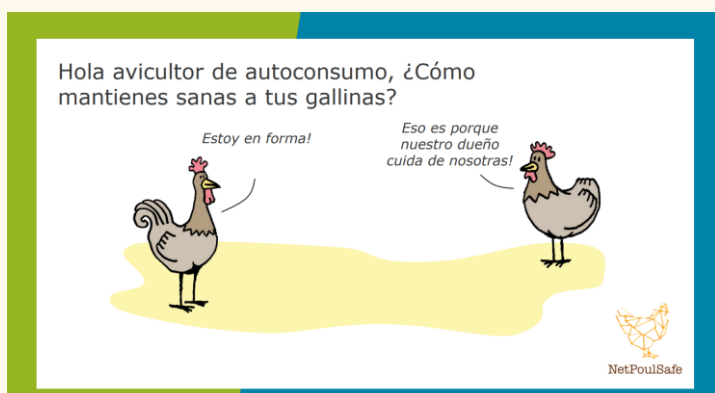 Hola avicultor de autoconsumo, ¿Cómo
mantienes sanas a tus gallinas?
Estoy en forma!
Eso es porque
nuestro dueño
cuida de nosotras!
NetPoulSafe